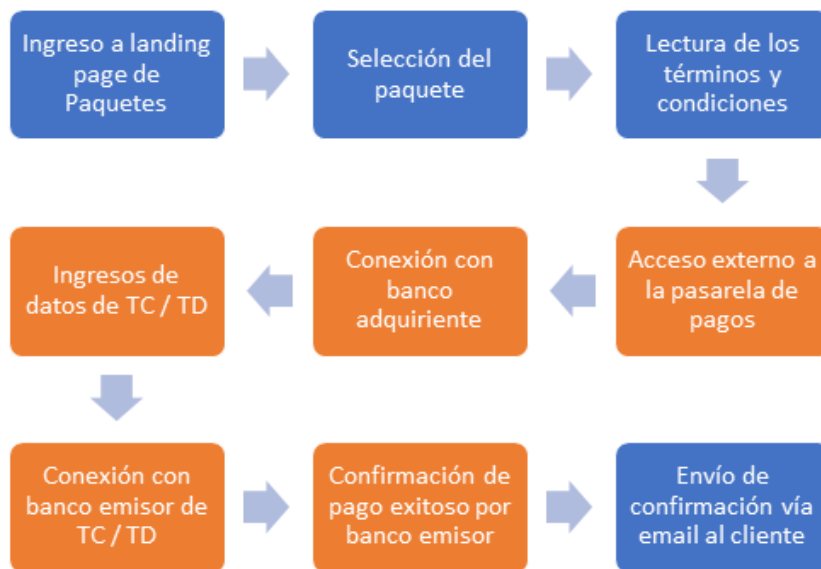 Ingreso a landing
page de
Paquetes
Selección del
paquete
Lectura de los
términos y
condiciones
Acceso externo a
la pasarela de
pagos
Conexión con
banco
adquiriente
Ingresos de
datos de TC / TD
Conexión con
banco emisor de
TC / TD
Confirmación de
pago exitoso por
banco emisor
Envío de
confirmación vía
email al cliente